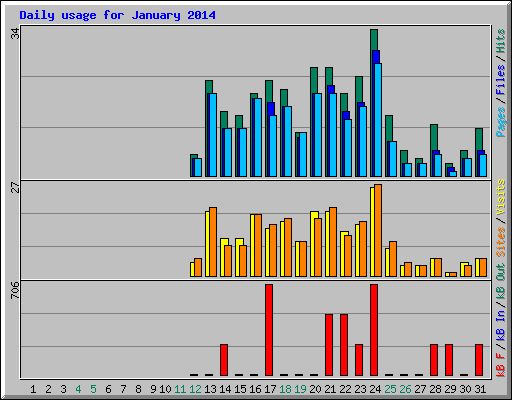 Daily usage for January 2014
34
27
706
Pages / Files / Hits
Sites / Visits
kB F / kB In / kB Out
1 2 3 4 5 6 7 8 9 10 11 12 13 14 15 16 17 18 19 20 21 22 23 24 25 26 27 28 29 30 31